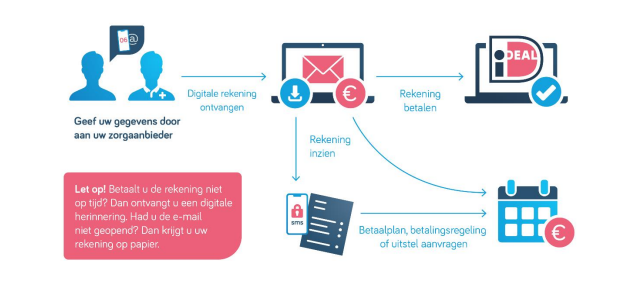 06 @
Geef uw gegevens door
aan uw zorgaanbieder
Digitale rekening
ontvangen
€
Rekening
betalen
iDEAL
Rekening
inzien
Let op! Betaalt u de rekening niet
op tijd? Dan ontvangt u een digitale
herinnering. Had u de e-mail
niet geopend? Dan krijgt u uw
rekening op papier.
sms
Betaalplan, betalingsregeling
of uitstel aanvragen
€